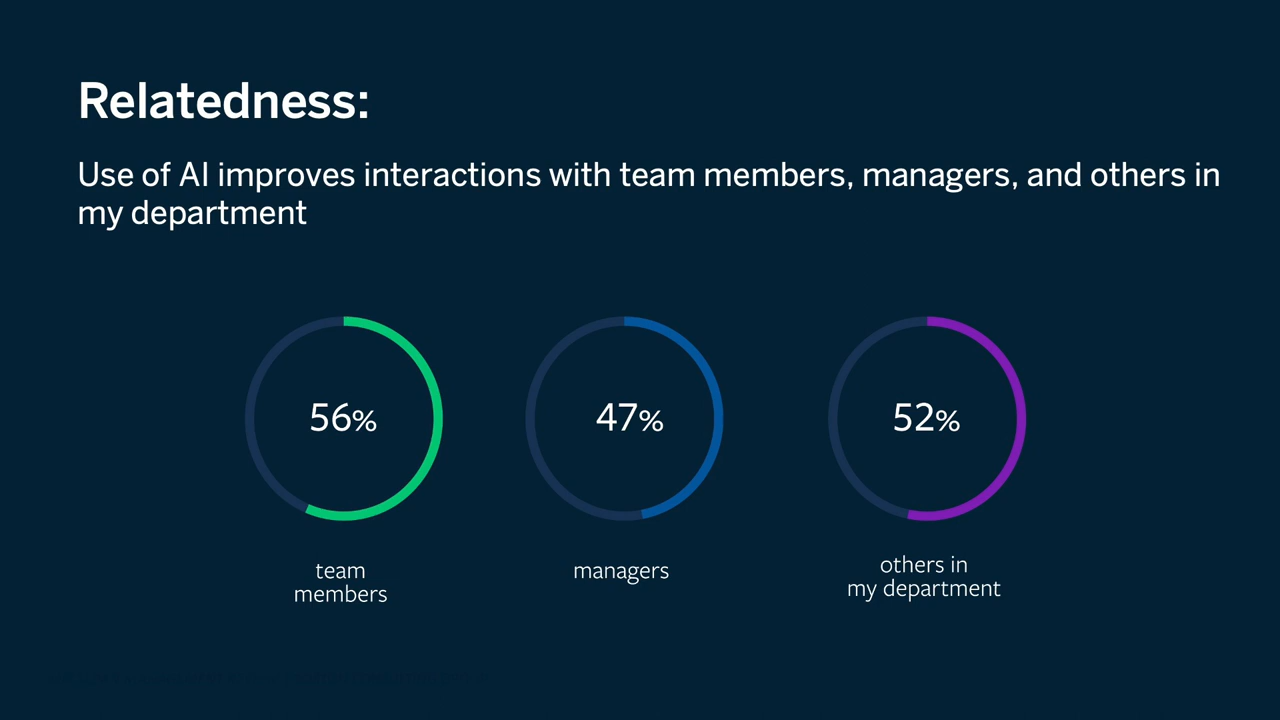 Relatedness:
Use of AI improves interactions with team members, managers, and others in
my department
56%
47%
52%
team
members
managers
others in
my department